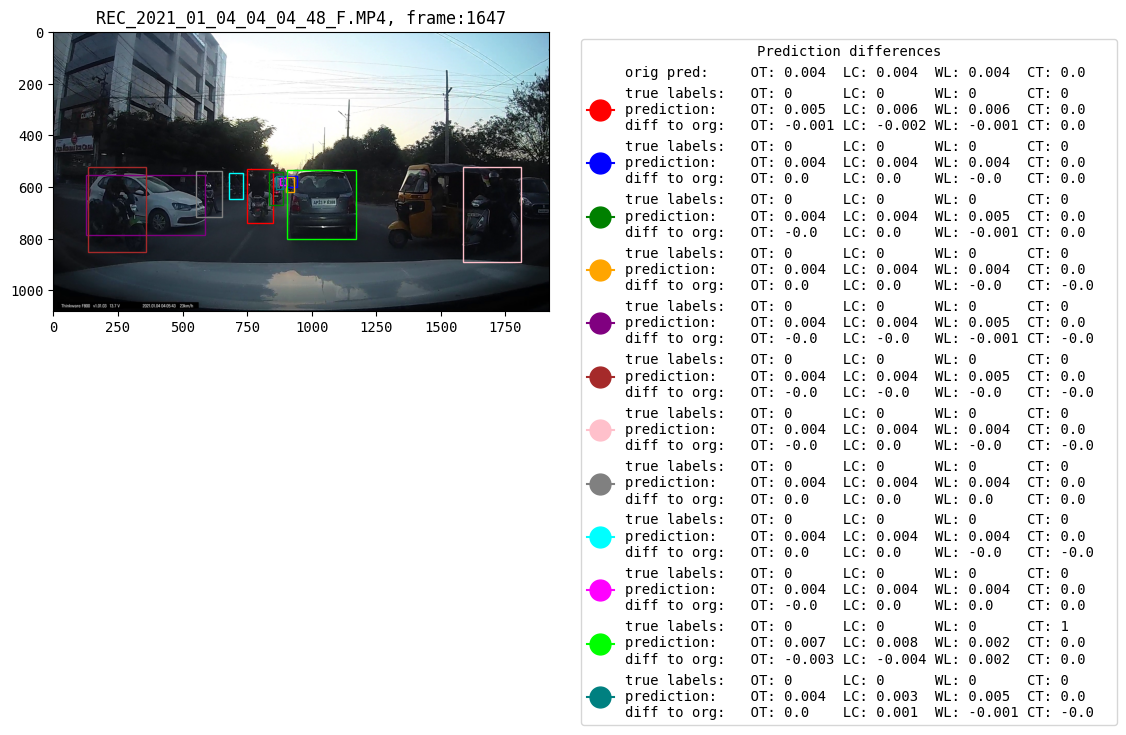 REC_2021_01_04_04_04_48_F.MP4, frame:1647
0
200
400
600
800
1000
0 250 500 750 1000 1250 1500 1750
Prediction differences
orig pred: OT: 0.004 LC: 0.004 WL: 0.004 CT: 0.0
true labels: OT: 0 LC: 0 WL: 0 CT: 0
prediction: OT: 0.005 LC: 0.006 WL: 0.006 CT: 0.0
diff to org: OT: -0.001 LC: -0.002 WL: -0.001 CT: 0.0
true labels: OT: 0 LC: 0 WL: 0 CT: 0
prediction: OT: 0.004 LC: 0.004 WL: 0.004 CT: 0.0
diff to org: OT: 0.0 LC: 0.0 WL: -0.0 CT: 0.0
true labels: OT: 0 LC: 0 WL: 0 CT: 0
prediction: OT: 0.004 LC: 0.004 WL: 0.005 CT: 0.0
diff to org: OT: -0.0 LC: 0.0 WL: -0.001 CT: 0.0
true labels: OT: 0 LC: 0 WL: 0 CT: 0
prediction: OT: 0.004 LC: 0.004 WL: 0.004 CT: 0.0
diff to org: OT: 0.0 LC: 0.0 WL: -0.0 CT: -0.0
true labels: OT: 0 LC: 0 WL: 0 CT: 0
prediction: OT: 0.004 LC: 0.004 WL: 0.005 CT: 0.0
diff to org: OT: -0.0 LC: -0.0 WL: -0.001 CT: -0.0
true labels: OT: 0 LC: 0 WL: 0 CT: 0
prediction: OT: 0.004 LC: 0.004 WL: 0.005 CT: 0.0
diff to org: OT: -0.0 LC: -0.0 WL: -0.0 CT: -0.0
true labels: OT: 0 LC: 0 WL: 0 CT: 0
prediction: OT: 0.004 LC: 0.004 WL: 0.004 CT: 0.0
diff to org: OT: -0.0 LC: 0.0 WL: -0.0 CT: -0.0
true labels: OT: 0 LC: 0 WL: 0 CT: 0
prediction: OT: 0.004 LC: 0.004 WL: 0.004 CT: 0.0
diff to org: OT: 0.0 LC: 0.0 WL: 0.0 CT: 0.0
true labels: OT: 0 LC: 0 WL: 0 CT: 0
prediction: OT: 0.004 LC: 0.004 WL: 0.004 CT: 0.0
diff to org: OT: 0.0 LC: 0.0 WL: -0.0 CT: -0.0
true labels: OT: 0 LC: 0 WL: 0 CT: 0
prediction: OT: 0.004 LC: 0.004 WL: 0.004 CT: 0.0
diff to org: OT: -0.0 LC: 0.0 WL: 0.0 CT: 0.0
true labels: OT: 0 LC: 0 WL: 0 CT: 1
prediction: OT: 0.007 LC: 0.008 WL: 0.002 CT: 0.0
diff to org: OT: -0.003 LC: -0.004 WL: 0.002 CT: 0.0
true labels: OT: 0 LC: 0 WL: 0 CT: 0
prediction: OT: 0.004 LC: 0.003 WL: 0.005 CT: 0.0
diff to org: OT: 0.0 LC: 0.001 WL: -0.001 CT: -0.0